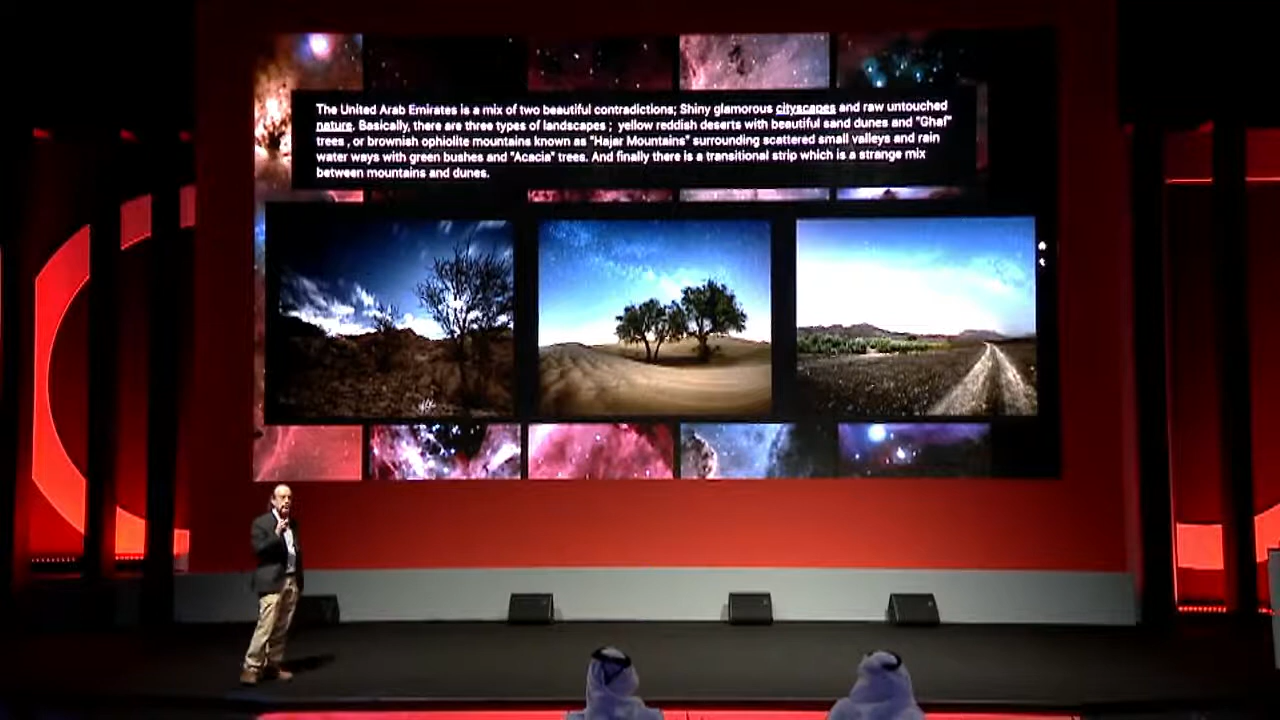 The United Arab Emirates is a mix of two beautiful contradictions; Shiny glamorous cityscapes and raw untouched
nature. Basically, there are three types of landscapes ; yellow reddish deserts with beautiful sand dunes and "Ghaf"
trees , or brownish ophiolite mountains known as "Hajar Mountains" surrounding scattered small valleys and rain
water ways with green bushes and "Acacia" trees. And finally there is a transitional strip which is a strange mix
between mountains and dunes.